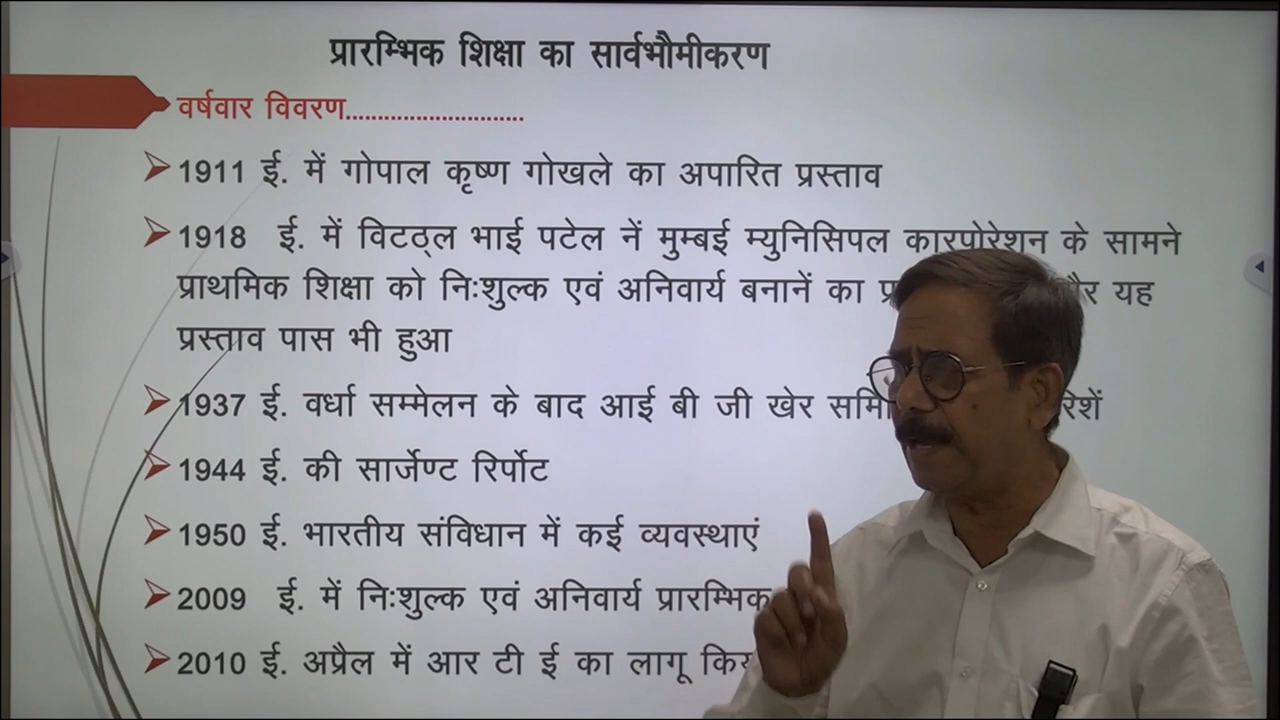 प्रारम्भिक शिक्षा का सार्वभौमीकरण
वर्षवार विवरण...........................
1911 ई. में गोपाल कृष्ण गोखले का अपारित प्रस्ताव
1918 ई. में विटठ्ल भाई पटेल नें मुम्बई म्युनिसिपल कारपोरेशन के सामने
प्राथमिक शिक्षा को निःशुल्क एवं अनिवार्य बनानें का यह
प्रस्ताव पास भी हुआ
1937 ई. वर्धा सम्मेलन के बाद आई बी जी खेर
1944 ई. की सार्जेण्ट रिर्पोट
1950 ई. भारतीय संविधान में कई व्यवस्थाएं
2009 ई. में निःशुल्क एवं अनिवार्य प्रारम्भिक
2010 ई. अप्रैल में आर टी ई का लागू